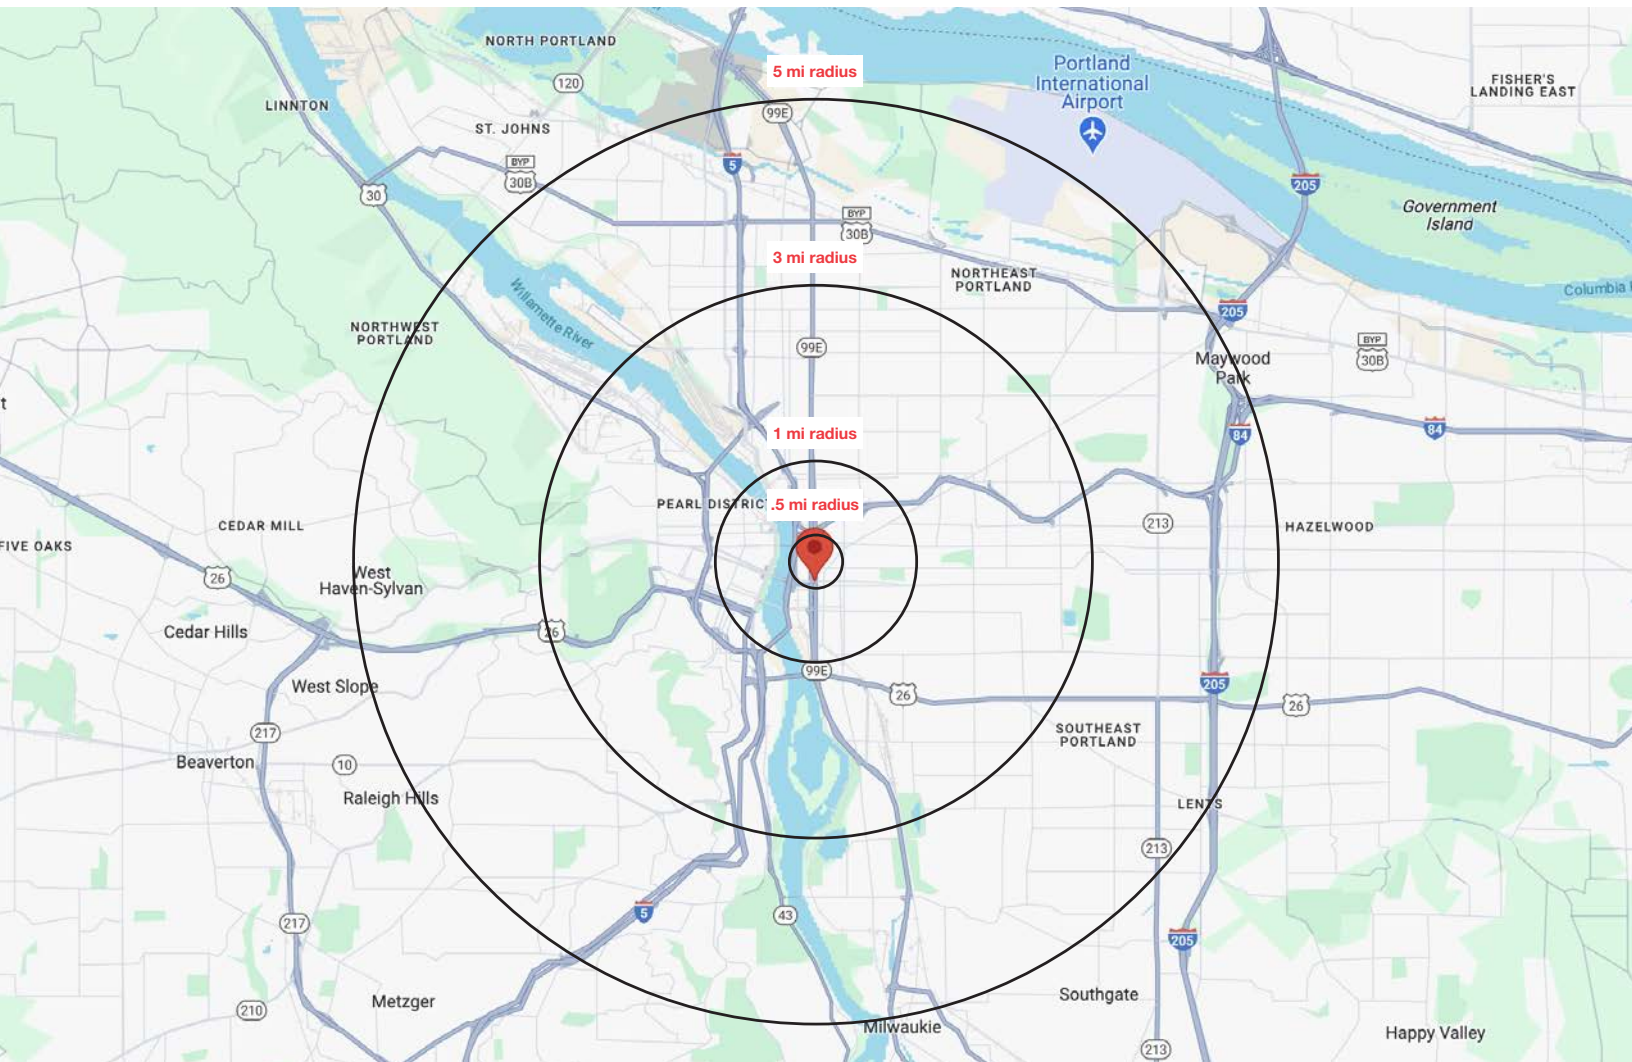 NORTH PORTLAND
5 mi radius
Portland
International
Airport
FISHER'S
LANDING EAST
120
LINNTON
99E
ST. JOHNS
5
BYP
30B
30
205
BYP
30B
Government
Island
3 mi radius
NORTHEAST
PORTLAND
Columbia
Willamette River
205
NORTHWEST
PORTLAND
99E
BYP
30B
Maywood
Park
t
1 mi radius
84
84
PEARL DISTRIC
.5 mi radius
213
CEDAR MILL
HAZELWOOD
FIVE OAKS
26
West
Haven-Sylvan
Cedar Hills
26
99E
West Slope
26
205
26
217
SOUTHEAST
PORTLAND
Beaverton
10
Raleigh Hills
LENTS
213
5
43
217
205
Metzger
Southgate
210
Milwaukie
Happy Valley
213